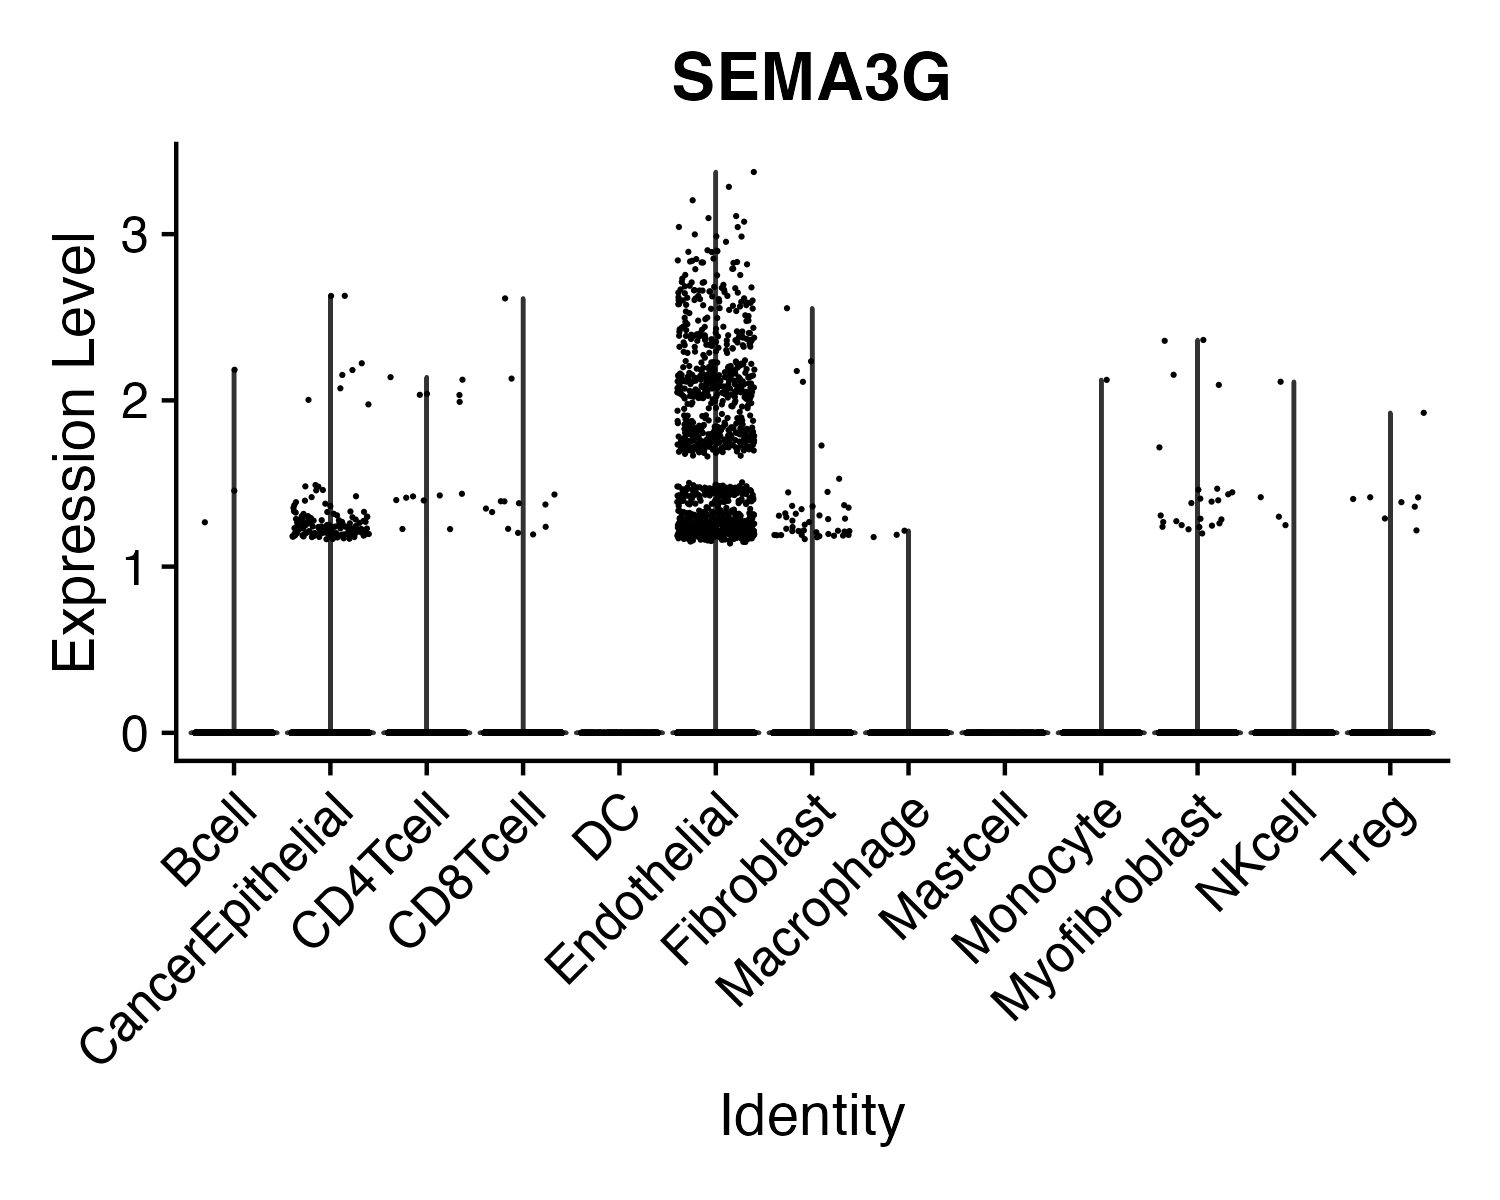 SEMA3G
Expression Level
3
2
1
0
Bcell
CancerEpithelial
CD4Tcell
CD8Tcell
DC
Endothelial
Fibroblast
Macrophage
Mastcell
Monocyte
Myofibroblast
NKcell
Treg
Identity